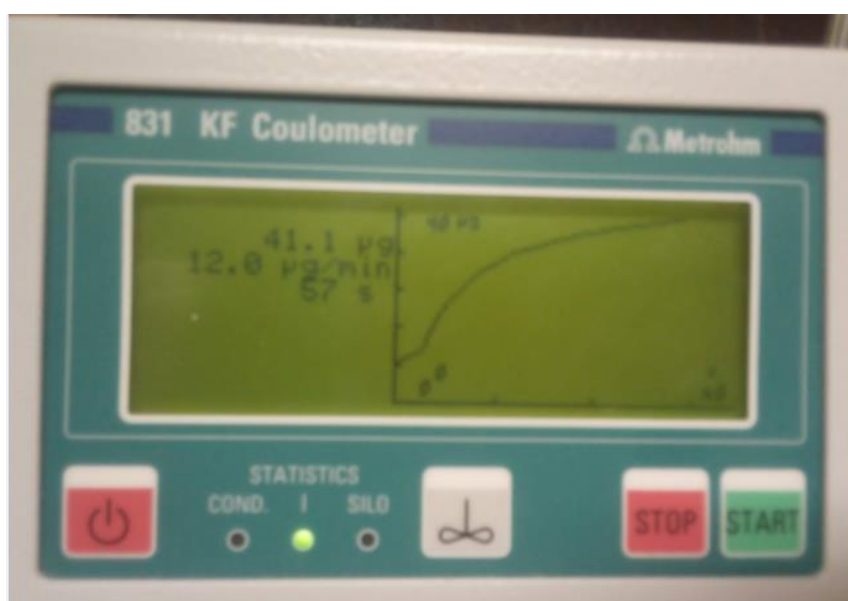 831 KF Coulometer
Metrohm
41.1 µg
12.0 µg/min
57 s
STATISTICS
COND. I SILO
STOP
START